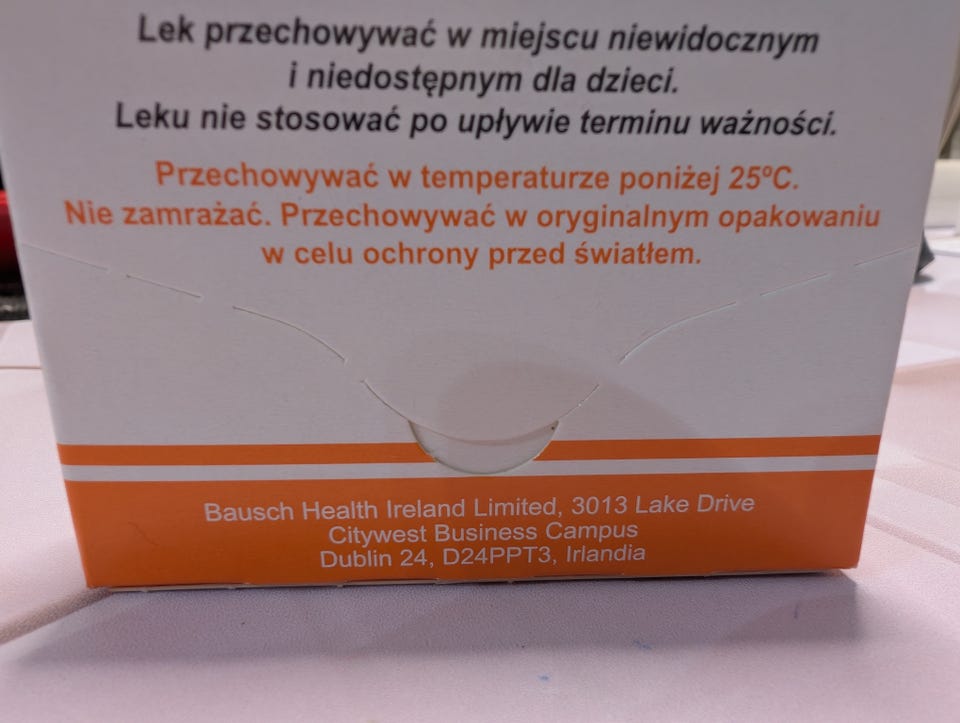 Lek przechowywać w miejscu niewidocznym
i niedostępnym dla dzieci.
Leku nie stosować po upływie terminu ważności.
Przechowywać w temperaturze poniżej 25ºC.
Nie zamrażać. Przechowywać w oryginalnym opakowaniu
w celu ochrony przed światłem.
Bausch Health Ireland Limited, 3013 Lake Drive
Citywest Business Campus
Dublin 24, D24PPT3, Irlandia